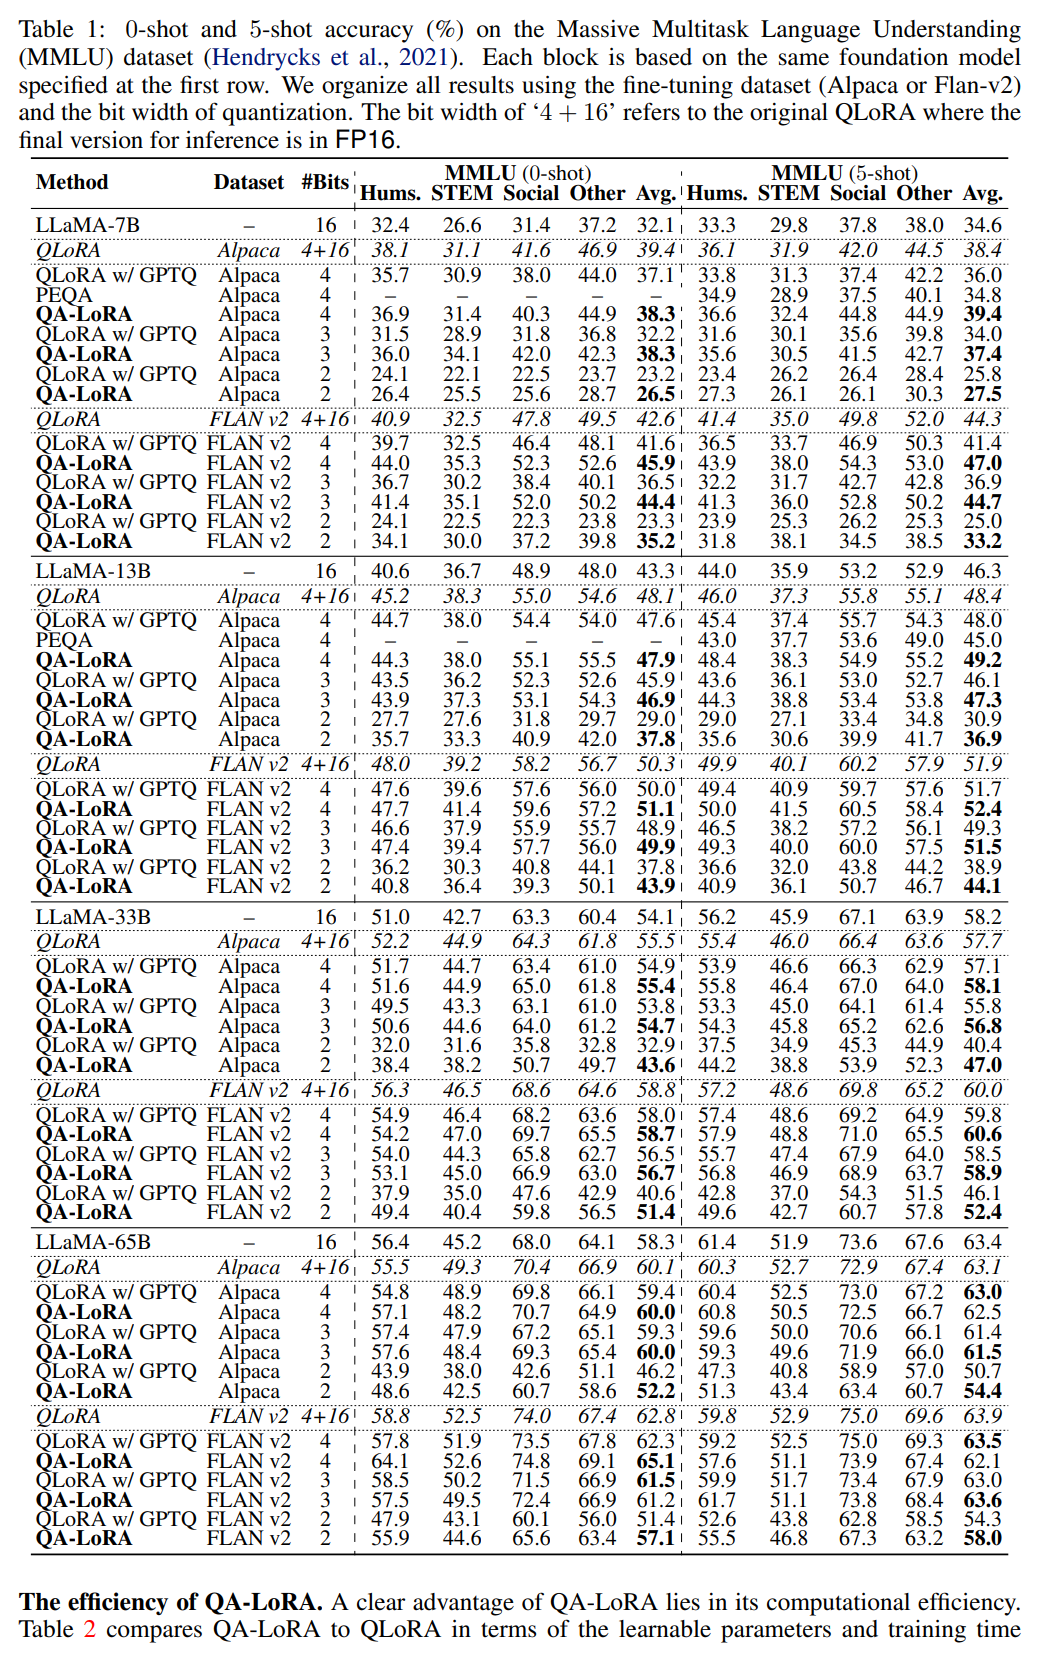 Table 1: 0-shot and 5-shot accuracy (%) on the Massive Multitask Language Understanding
(MMLU) dataset (Hendrycks et al., 2021). Each block is based on the same foundation model
specified at the first row. We organize all results using the fine-tuning dataset (Alpaca or Flan-v2)
and the bit width of quantization. The bit width of ‘4 + 16’ refers to the original QLoRA where the
final version for inference is in FP16.
MMLU (0-shot) MMLU (5-shot)
Method Dataset #Bits Hums. STEM Social Other Avg. Hums. STEM Social Other Avg.
LLaMA-7B – 16 32.4 26.6 31.4 37.2 32.1 33.3 29.8 37.8 38.0 34.6
QLoRA Alpaca 4+16 38.1 31.1 41.6 46.9 39.4 36.1 31.9 42.0 44.5 38.4
QLoRA w/ GPTQ Alpaca 4 35.7 30.9 38.0 44.0 37.1 33.8 31.3 37.4 42.2 36.0
PEQA Alpaca 4 – – – – – 34.9 28.9 37.5 40.1 34.8
QA-LoRA Alpaca 4 36.9 31.4 40.3 44.9 38.3 36.6 32.4 44.8 44.9 39.4
QLoRA w/ GPTQ Alpaca 3 31.5 28.9 31.8 36.8 32.2 31.6 30.1 35.6 39.8 34.0
QA-LoRA Alpaca 3 36.0 34.1 42.0 42.3 38.3 35.6 30.5 41.5 42.7 37.4
QLoRA w/ GPTQ Alpaca 2 24.1 22.1 22.5 23.7 23.2 23.4 26.2 26.4 28.4 25.8
QA-LoRA Alpaca 2 26.4 25.5 25.6 28.7 26.5 27.3 26.1 26.1 30.3 27.5
QLoRA FLAN v2 4+16 40.9 32.5 47.8 49.5 42.6 41.4 35.0 49.8 52.0 44.3
QLoRA w/ GPTQ FLAN v2 4 39.7 32.5 46.4 48.1 41.6 36.5 33.7 46.9 50.3 41.4
QA-LoRA FLAN v2 4 44.0 35.3 52.3 52.6 45.9 43.9 38.0 54.3 53.0 47.0
QLoRA w/ GPTQ FLAN v2 3 36.7 30.2 38.4 40.1 36.5 32.2 31.7 42.7 42.8 36.9
QA-LoRA FLAN v2 3 41.4 35.1 52.0 50.2 44.4 41.3 36.0 52.8 50.2 44.7
QLoRA w/ GPTQ FLAN v2 2 24.1 22.5 22.3 23.8 23.3 23.9 25.3 26.2 25.3 25.0
QA-LoRA FLAN v2 2 34.1 30.0 37.2 39.8 35.2 31.8 38.1 34.5 38.5 33.2
LLaMA-13B – 16 40.6 36.7 48.9 48.0 43.3 44.0 35.9 53.2 52.9 46.3
QLoRA Alpaca 4+16 45.2 38.3 55.0 54.6 48.1 46.0 37.3 55.8 55.1 48.4
QLoRA w/ GPTQ Alpaca 4 44.7 38.0 54.4 54.0 47.6 45.4 37.4 55.7 54.3 48.0
PEQA Alpaca 4 – – – – – 43.0 37.7 53.6 49.0 45.0
QA-LoRA Alpaca 4 44.3 38.0 55.1 55.5 47.9 48.4 38.3 54.9 55.2 49.2
QLoRA w/ GPTQ Alpaca 3 43.5 36.2 52.3 52.6 45.9 43.6 36.1 53.0 52.7 46.1
QA-LoRA Alpaca 3 43.9 37.3 53.1 54.3 46.9 44.3 38.8 53.4 53.8 47.3
QLoRA w/ GPTQ Alpaca 2 27.7 27.6 31.8 29.7 29.0 29.0 27.1 33.4 34.8 30.9
QA-LoRA Alpaca 2 35.7 33.3 40.9 42.0 37.8 35.6 30.6 39.9 41.7 36.9
QLoRA FLAN v2 4+16 48.0 39.2 58.2 56.7 50.3 49.9 40.1 60.2 57.9 51.9
QLoRA w/ GPTQ FLAN v2 4 47.6 39.6 57.6 56.0 50.0 49.4 40.9 59.7 57.6 51.7
QA-LoRA FLAN v2 4 47.7 41.4 59.6 57.2 51.1 50.0 41.5 60.5 58.4 52.4
QLoRA w/ GPTQ FLAN v2 3 46.6 37.9 55.9 55.7 48.9 46.5 38.2 57.2 56.1 49.3
QA-LoRA FLAN v2 3 47.4 39.4 57.7 56.0 49.9 49.3 40.0 60.0 57.5 51.5
QLoRA w/ GPTQ FLAN v2 2 36.2 30.3 40.8 44.1 37.8 36.6 32.0 43.8 44.2 38.9
QA-LoRA FLAN v2 2 40.8 36.4 39.3 50.1 43.9 40.9 36.1 50.7 46.7 44.1
LLaMA-33B – 16 51.0 42.7 63.3 60.4 54.1 56.2 45.9 67.1 63.9 58.2
QLoRA Alpaca 4+16 52.2 44.9 64.3 61.8 55.5 55.4 46.0 66.4 63.6 57.7
QLoRA w/ GPTQ Alpaca 4 51.7 44.7 63.4 61.0 54.9 53.9 46.6 66.3 62.9 57.1
QA-LoRA Alpaca 4 51.6 44.9 65.0 61.8 55.4 55.8 46.4 67.0 64.0 58.1
QLoRA w/ GPTQ Alpaca 3 49.5 43.3 63.1 61.0 53.8 53.3 45.0 64.1 61.4 55.8
QA-LoRA Alpaca 3 50.6 44.6 64.0 61.2 54.7 54.3 45.8 65.2 62.6 56.8
QLoRA w/ GPTQ Alpaca 2 32.0 31.6 35.8 32.8 32.9 37.5 34.9 45.3 44.9 40.4
QA-LoRA Alpaca 2 38.4 38.2 50.7 49.7 43.6 44.2 38.8 53.9 52.3 47.0
QLoRA FLAN v2 4+16 56.3 46.5 68.6 64.6 58.8 57.2 48.6 69.8 65.2 60.0
QLoRA w/ GPTQ FLAN v2 4 54.9 46.4 68.2 63.6 58.0 57.4 48.6 69.2 64.9 59.8
QA-LoRA FLAN v2 4 54.2 47.0 69.7 65.5 58.7 57.9 48.8 71.0 65.5 60.6
QLoRA w/ GPTQ FLAN v2 3 54.0 44.3 65.8 62.7 56.5 55.7 47.4 67.9 64.0 58.5
QA-LoRA FLAN v2 3 53.1 45.0 66.9 63.0 56.7 56.8 46.9 68.9 63.7 58.9
QLoRA w/ GPTQ FLAN v2 2 37.9 35.0 47.6 42.9 40.6 42.8 37.0 54.3 51.5 46.1
QA-LoRA FLAN v2 2 49.4 40.4 59.8 56.5 51.4 49.6 42.7 60.7 57.8 52.4
LLaMA-65B – 16 56.4 45.2 68.0 64.1 58.3 61.4 51.9 73.6 67.6 63.4
QLoRA Alpaca 4+16 55.5 49.3 70.4 66.9 60.1 60.3 52.7 72.9 67.4 63.1
QLoRA w/ GPTQ Alpaca 4 54.8 48.9 69.8 66.1 59.4 60.4 52.5 73.0 67.2 63.0
QA-LoRA Alpaca 4 57.1 48.2 70.7 64.9 60.0 60.8 50.5 72.5 66.7 62.5
QLoRA w/ GPTQ Alpaca 3 57.4 47.9 67.2 65.1 59.3 59.6 50.0 70.6 66.1 61.4
QA-LoRA Alpaca 3 57.6 48.4 69.3 65.4 60.0 59.3 49.6 71.9 66.0 61.5
QLoRA w/ GPTQ Alpaca 2 43.9 38.0 42.6 51.1 46.2 47.3 40.8 58.9 57.0 50.7
QA-LoRA Alpaca 2 48.6 42.5 60.7 58.6 52.2 51.3 43.4 63.4 60.7 54.4
QLoRA FLAN v2 4+16 58.8 52.5 74.0 67.4 62.8 59.8 52.9 75.0 69.6 63.9
QLoRA w/ GPTQ FLAN v2 4 57.8 51.9 73.5 67.8 62.3 59.2 52.5 75.0 69.3 63.5
QA-LoRA FLAN v2 4 64.1 52.6 74.8 69.1 65.1 57.6 51.1 73.9 67.4 62.1
QLoRA w/ GPTQ FLAN v2 3 58.5 50.2 71.5 66.9 61.5 59.9 51.7 73.4 67.9 63.0
QA-LoRA FLAN v2 3 57.5 49.5 72.4 66.9 61.2 61.7 51.1 73.8 68.4 63.6
QLoRA w/ GPTQ FLAN v2 2 47.9 43.1 60.1 56.0 51.4 52.6 43.8 62.8 58.5 54.3
QA-LoRA FLAN v2 2 55.9 44.6 65.6 63.4 57.1 55.5 46.8 67.3 63.2 58.0
The efficiency of QA-LoRA. A clear advantage of QA-LoRA lies in its computational efficiency.
Table 2 compares QA-LoRA to QLoRA in terms of the learnable parameters and training time